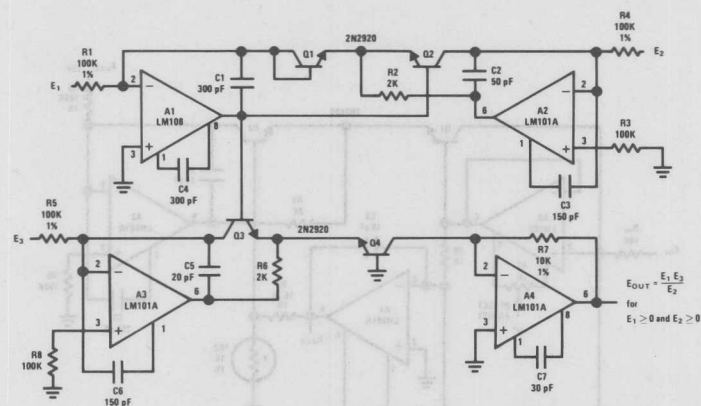 R1
100K
1%
E1
2
3
A1
LM108
8
1
C4
300 pF
C1
300 pF
Q1
2N2920
Q2
R2
2K
C2
50 pF
R4
100K
1%
E2
A2
LM101A
6
2
3
1
R3
100K
C3
150 pF
R5
100K
1%
E3
2
3
A3
LM101A
6
1
R8
100K
C6
150 pF
C5
20 pF
Q3
R6
2K
2N2920
Q4
R7
10K
1%
2
3
A4
LM101A
6
8
1
C7
30 pF
EOUT = E1 E3 / E2
for
E1 ≥ 0 and E2 ≥ 0